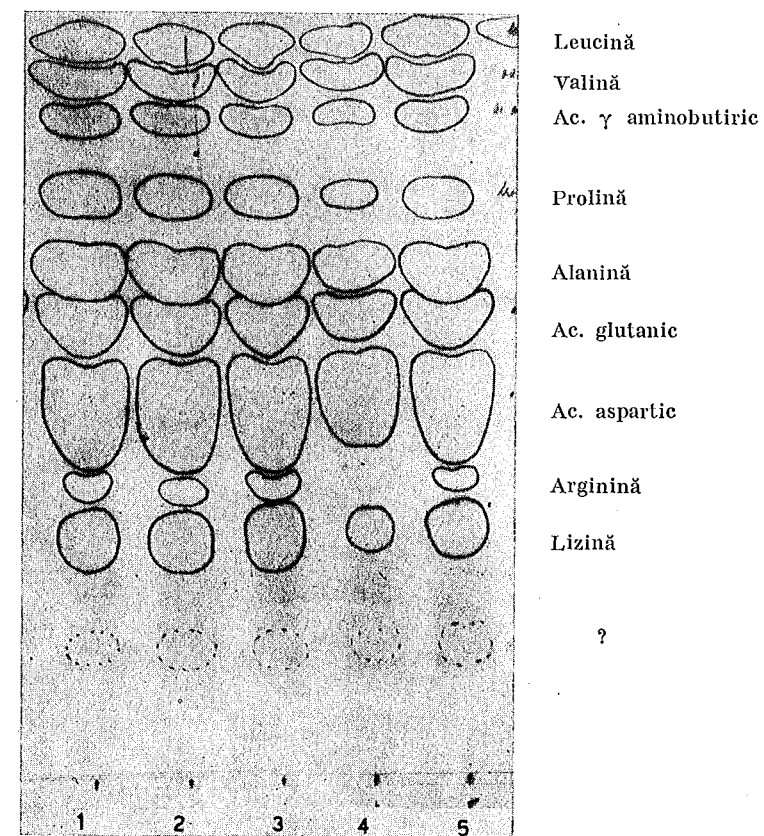 Leucină
Valină
Ac. γ aminobutiric
Prolină
Alanină
Ac. glutanic
Ac. aspartic
Arginină
Lizină
?
1 2 3 4 5